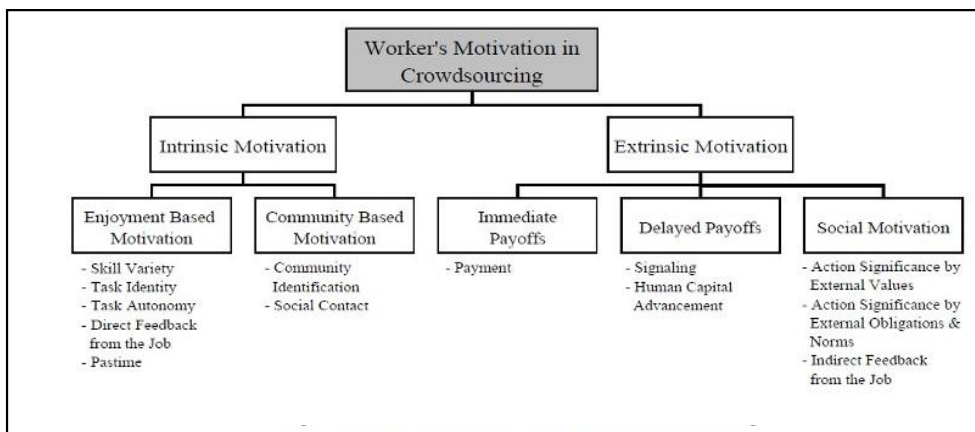 Worker's Motivation in
Crowdsourcing
Intrinsic Motivation
Extrinsic Motivation
Enjoyment Based
Motivation
- Skill Variety
- Task Identity
- Task Autonomy
- Direct Feedback
from the Job
- Pastime
Community Based
Motivation
- Community
Identification
- Social Contact
Immediate
Payoffs
- Payment
Delayed Payoffs
- Signaling
- Human Capital
Advancement
Social Motivation
- Action Significance by
External Values
- Action Significance by
External Obligations &
Norms
- Indirect Feedback
from the Job